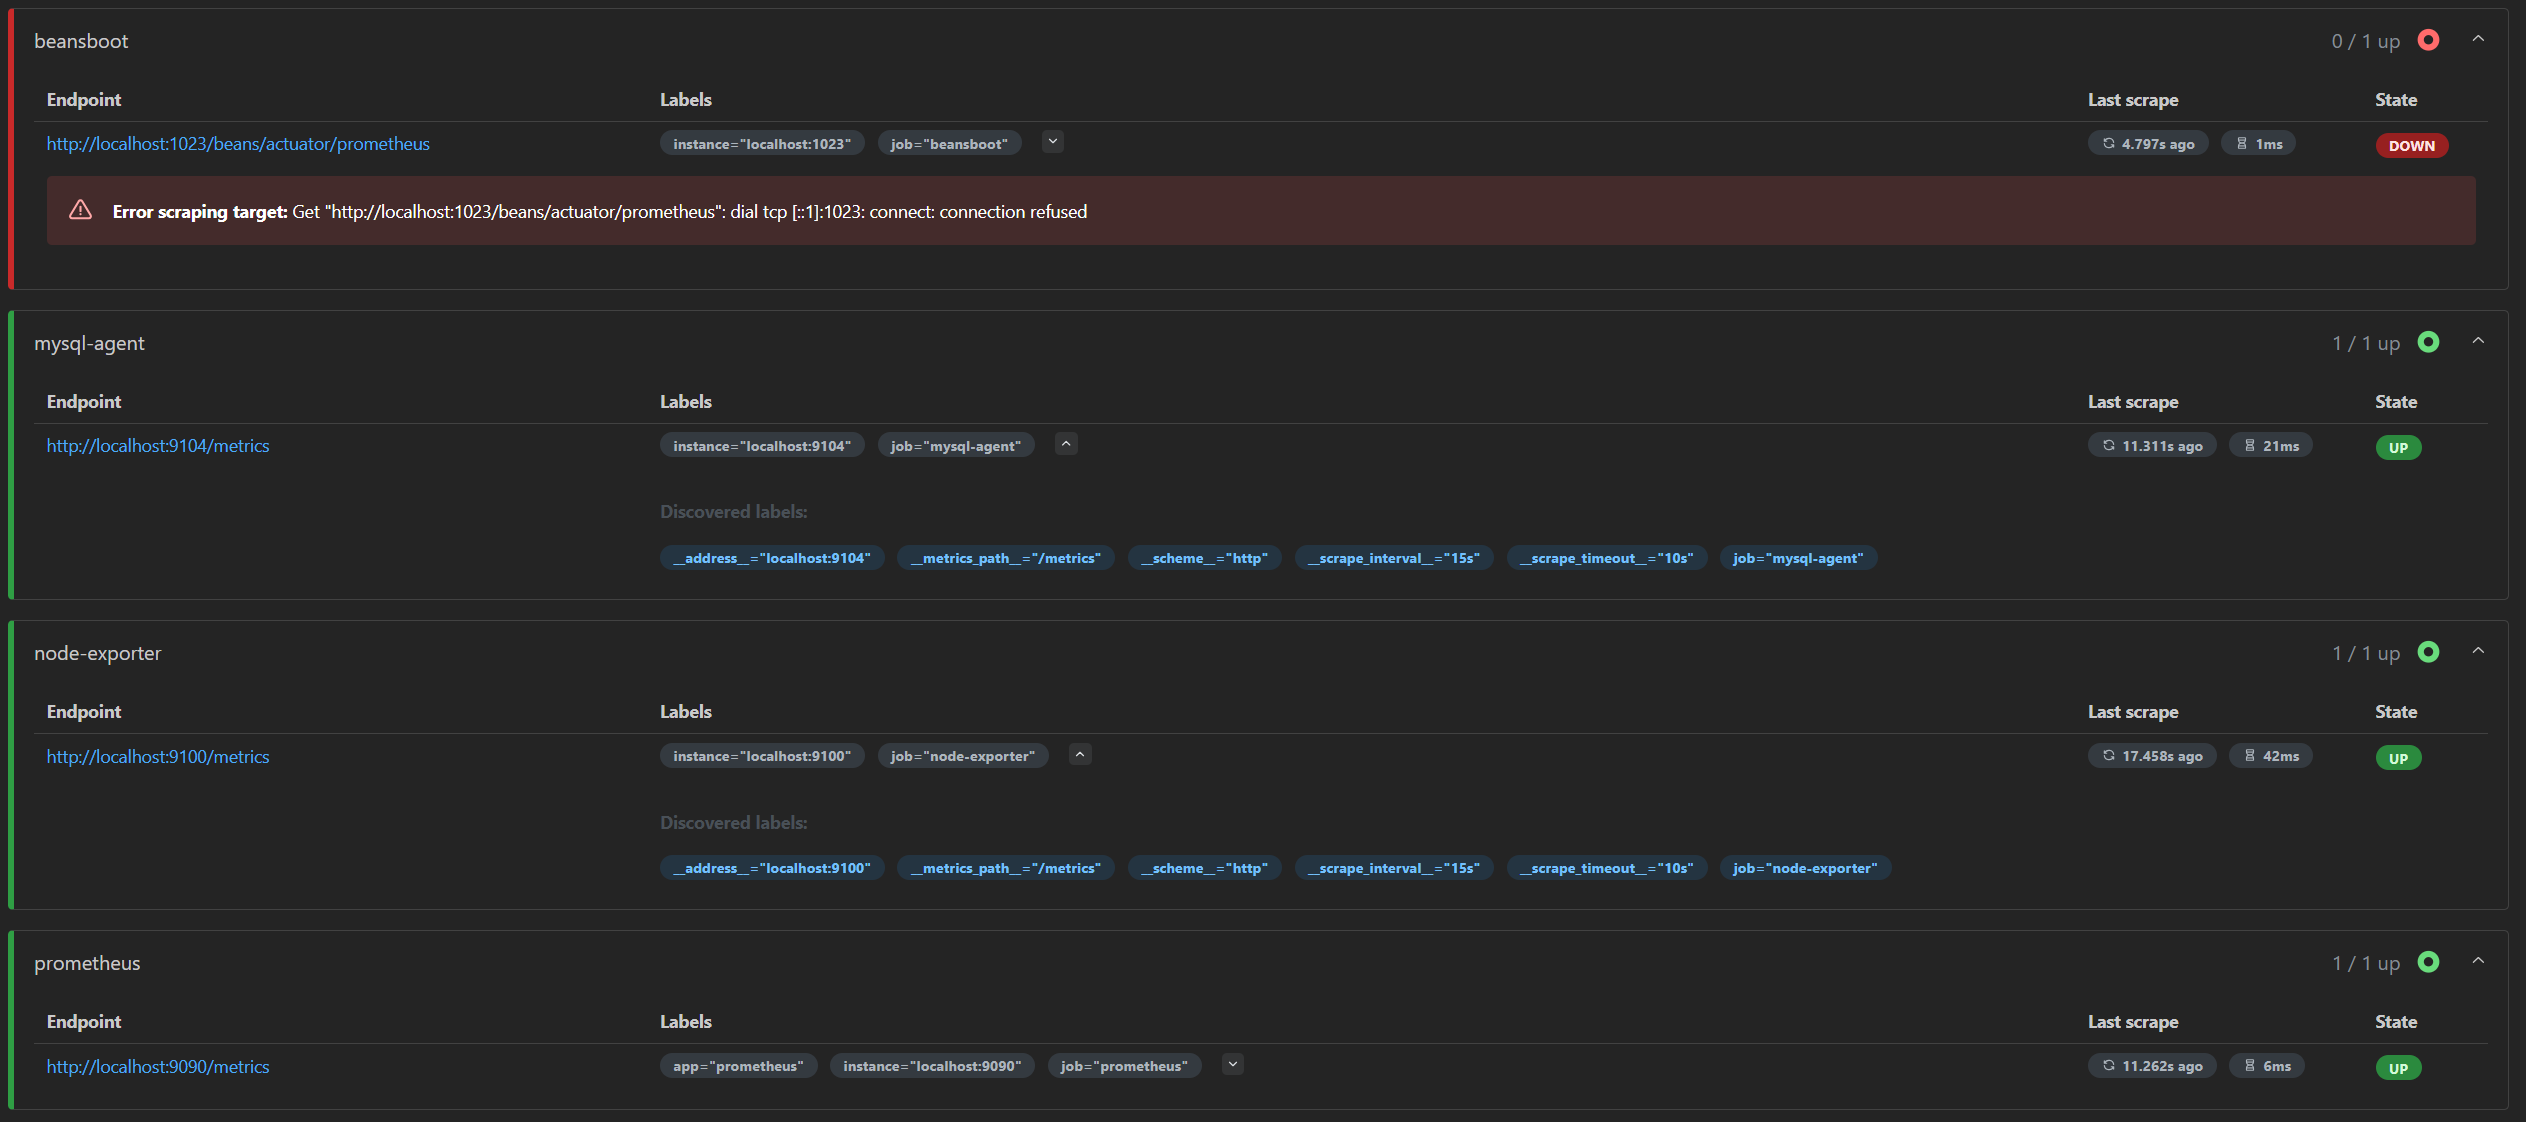 beansboot 0 / 1 up
Endpoint Labels Last scrape State
http://localhost:1023/beans/actuator/prometheus instance="localhost:1023" job="beansboot" 4.797s ago 1ms DOWN
Error scraping target: Get "http://localhost:1023/beans/actuator/prometheus": dial tcp [::1]:1023: connect: connection refused
mysql-agent 1 / 1 up
Endpoint Labels Last scrape State
http://localhost:9104/metrics instance="localhost:9104" job="mysql-agent" 11.311s ago 21ms UP
Discovered labels:
__address__="localhost:9104" __metrics_path__="/metrics" __scheme__="http" __scrape_interval__="15s" __scrape_timeout__="10s" job="mysql-agent"
node-exporter 1 / 1 up
Endpoint Labels Last scrape State
http://localhost:9100/metrics instance="localhost:9100" job="node-exporter" 17.458s ago 42ms UP
Discovered labels:
__address__="localhost:9100" __metrics_path__="/metrics" __scheme__="http" __scrape_interval__="15s" __scrape_timeout__="10s" job="node-exporter"
prometheus 1 / 1 up
Endpoint Labels Last scrape State
http://localhost:9090/metrics app="prometheus" instance="localhost:9090" job="prometheus" 11.262s ago 6ms UP